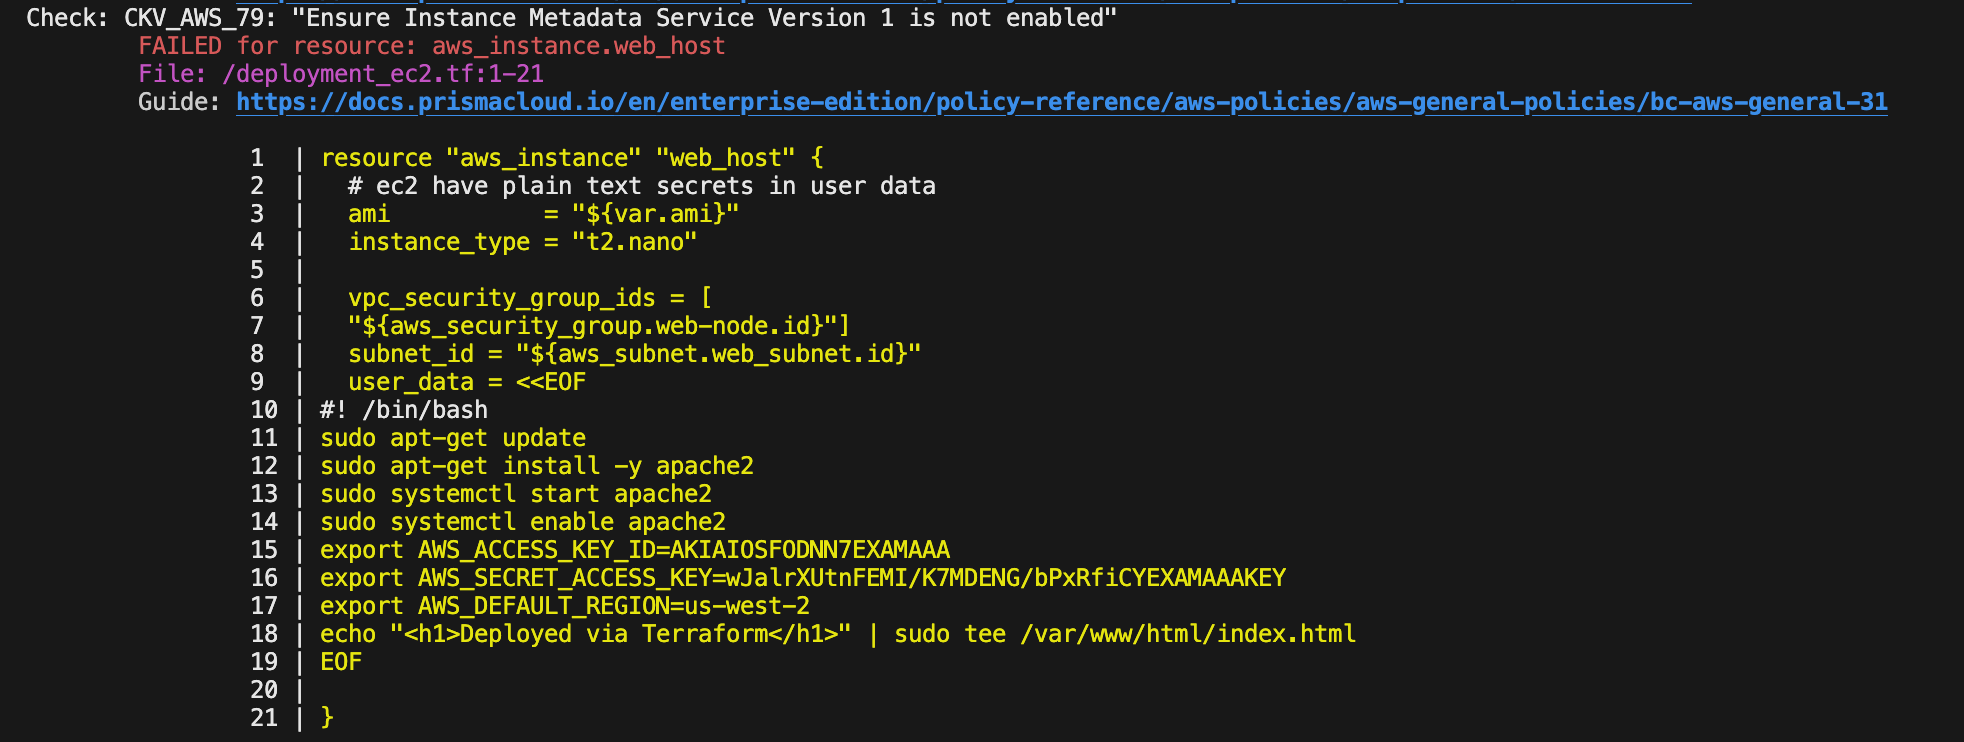 Check: CKV_AWS_79: "Ensure Instance Metadata Service Version 1 is not enabled"
FAILED for resource: aws_instance.web_host
File: /deployment_ec2.tf:1-21
Guide: https://docs.prismacloud.io/en/enterprise-edition/policy-reference/aws-policies/aws-general-policies/bc-aws-general-31
1 | resource "aws_instance" "web_host" {
2 |   # ec2 have plain text secrets in user data
3 |   ami           = "${var.ami}"
4 |   instance_type = "t2.nano"
5 |
6 |   vpc_security_group_ids = [
7 |   "${aws_security_group.web-node.id}"]
8 |   subnet_id = "${aws_subnet.web_subnet.id}"
9 |   user_data = <<EOF
10 | #! /bin/bash
11 | sudo apt-get update
12 | sudo apt-get install -y apache2
13 | sudo systemctl start apache2
14 | sudo systemctl enable apache2
15 | export AWS_ACCESS_KEY_ID=AKIAIOSFODNN7EXAMAAA
16 | export AWS_SECRET_ACCESS_KEY=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
17 | export AWS_DEFAULT_REGION=us-west-2
18 | echo "<h1>Deployed via Terraform</h1>" | sudo tee /var/www/html/index.html
19 | EOF
20 |
21 | }